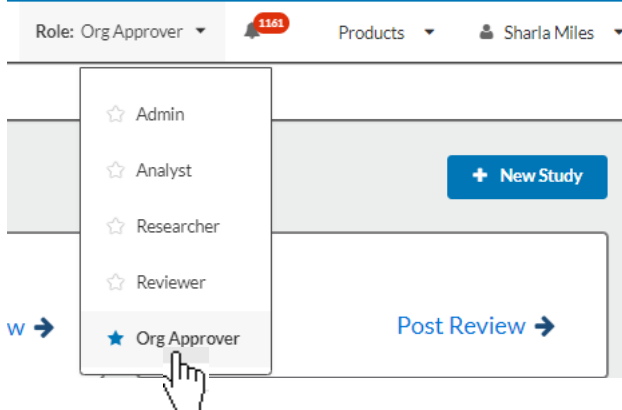 Role: Org Approver 1161 Products Sharla Miles
Admin
Analyst
+ New Study
Researcher
Reviewer
w → Post Review →
Org Approver